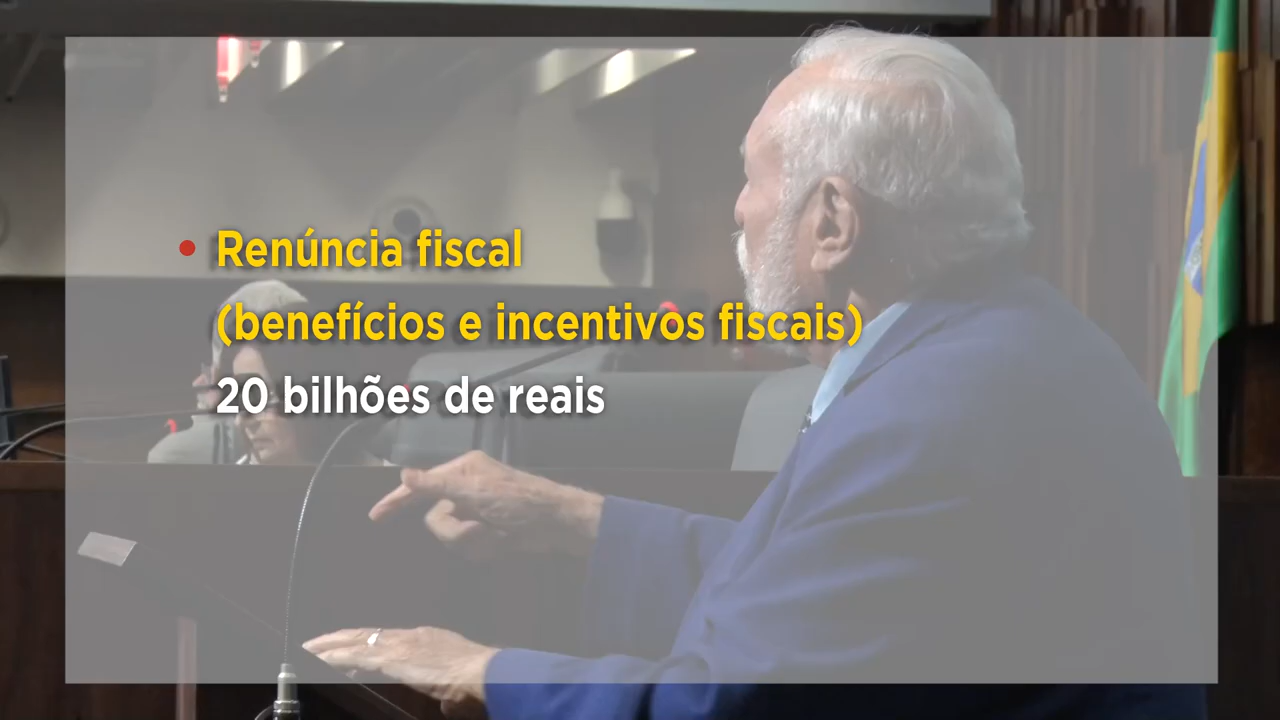 • Renúncia fiscal
(benefícios e incentivos fiscais)
20 bilhões de reais